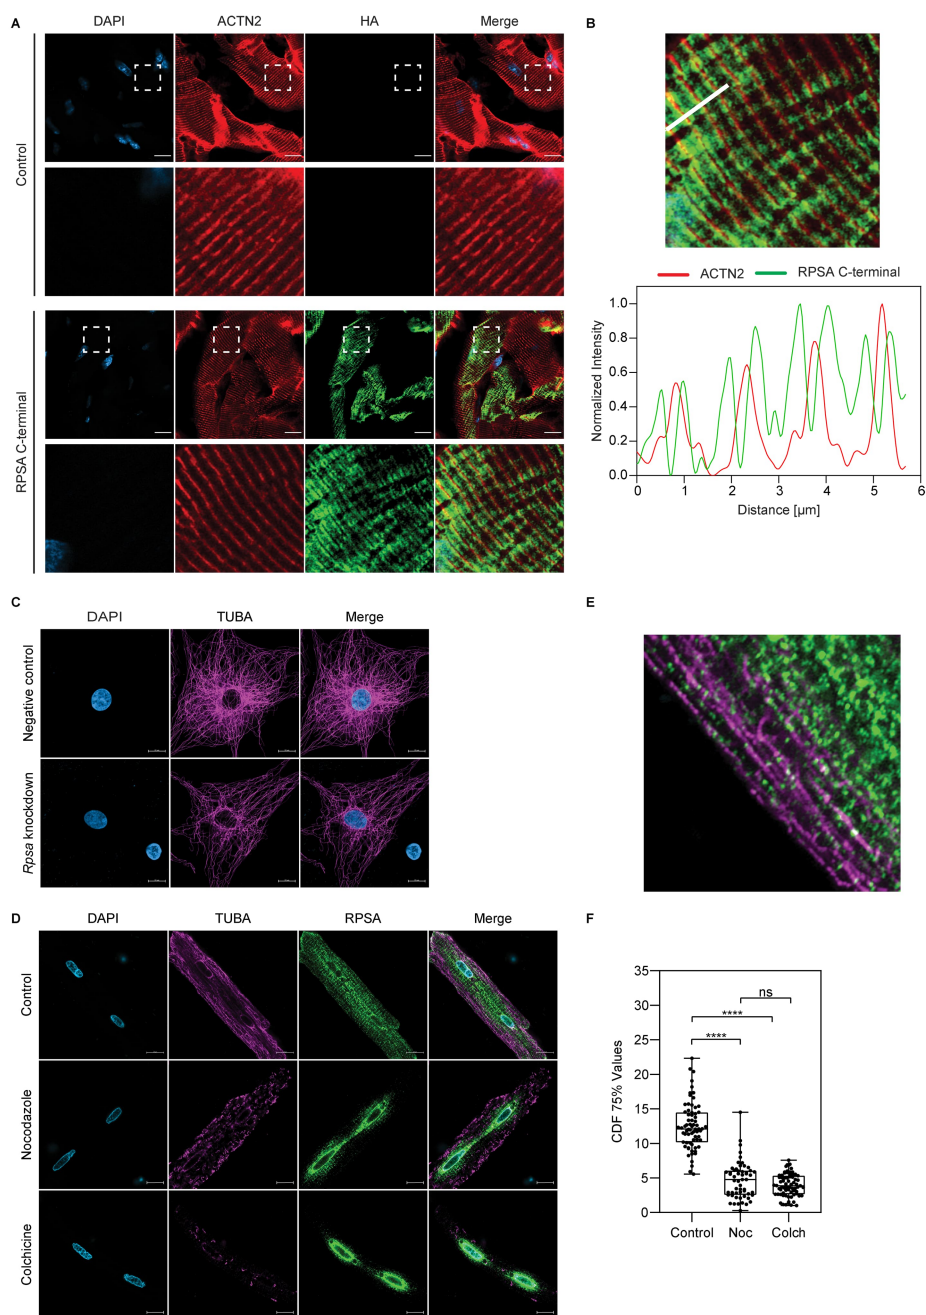 A
DAPI ACTN2 HA Merge
Control
RPSA C-terminal
B
ACTN2 RPSA C-terminal
Normalized Intensity
1.0
0.8
0.6
0.4
0.2
0.0
0 1 2 3 4 5 6
Distance [µm]
C
DAPI TUBA Merge
Negative control
Rpsa knockdown
E
D
DAPI TUBA RPSA Merge
Control
Nocodazole
Colchicine
F
CDF 75% Values
35
30
25
20
15
10
5
0
ns
****
****
Control Noc Colch